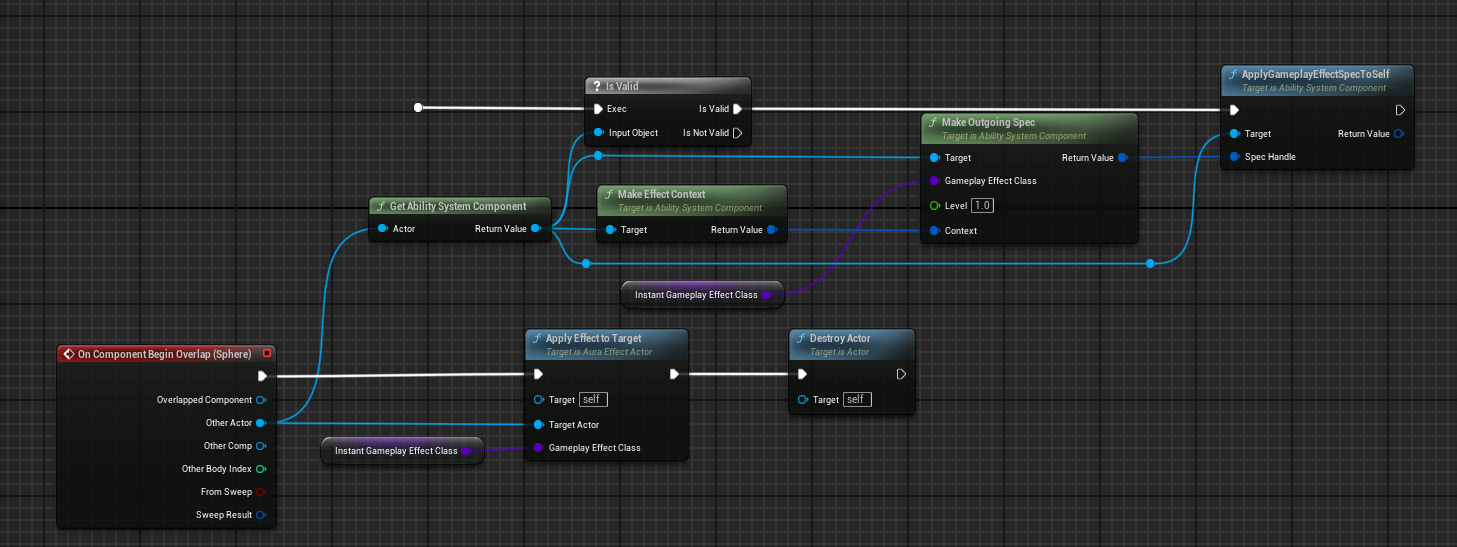 Is Valid
Exec
Is Valid
Input Object
Is Not Valid
ApplyGameplayEffectSpecToSelf
Target is Ability System Component
Target
Return Value
Spec Handle
Make Outgoing Spec
Target is Ability System Component
Target
Return Value
Gameplay Effect Class
Level 1.0
Context
Make Effect Context
Target is Ability System Component
Target
Return Value
Get Ability System Component
Actor
Return Value
Instant Gameplay Effect Class
On Component Begin Overlap (Sphere)
Overlapped Component
Other Actor
Other Comp
Other Body Index
From Sweep
Sweep Result
Instant Gameplay Effect Class
Apply Effect to Target
Target is Aura Effect Actor
Target self
Target Actor
Gameplay Effect Class
Destroy Actor
Target is Actor
Target self